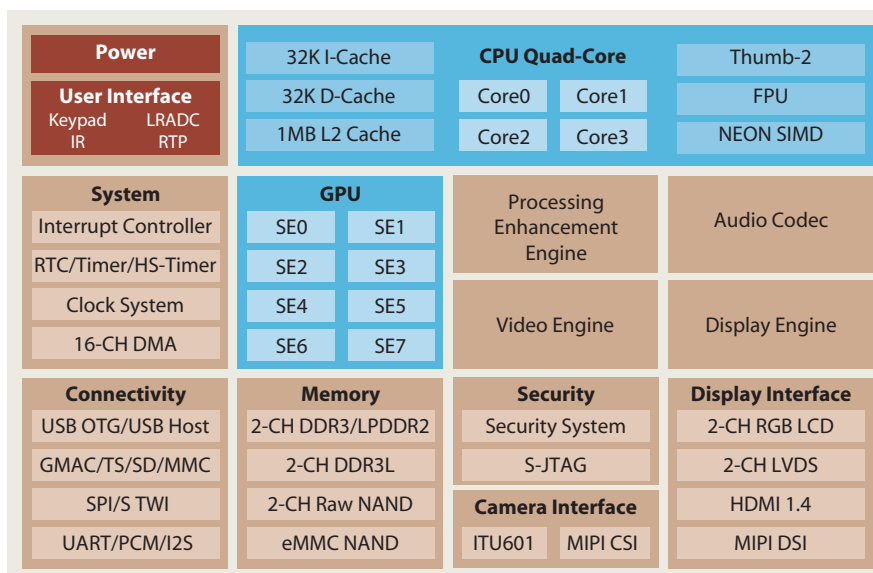 Power
User Interface
Keypad LRADC
IR RTP
32K I-Cache
32K D-Cache
1MB L2 Cache
CPU Quad-Core
Core0 Core1
Core2 Core3
Thumb-2
FPU
NEON SIMD
System
Interrupt Controller
RTC/Timer/HS-Timer
Clock System
16-CH DMA
GPU
SE0 SE1
SE2 SE3
SE4 SE5
SE6 SE7
Processing
Enhancement
Engine
Audio Codec
Video Engine
Display Engine
Connectivity
USB OTG/USB Host
GMAC/TS/SD/MMC
SPI/S TWI
UART/PCM/I2S
Memory
2-CH DDR3/LPDDR2
2-CH DDR3L
2-CH Raw NAND
eMMC NAND
Security
Security System
S-JTAG
Camera Interface
ITU601 MIPI CSI
Display Interface
2-CH RGB LCD
2-CH LVDS
HDMI 1.4
MIPI DSI